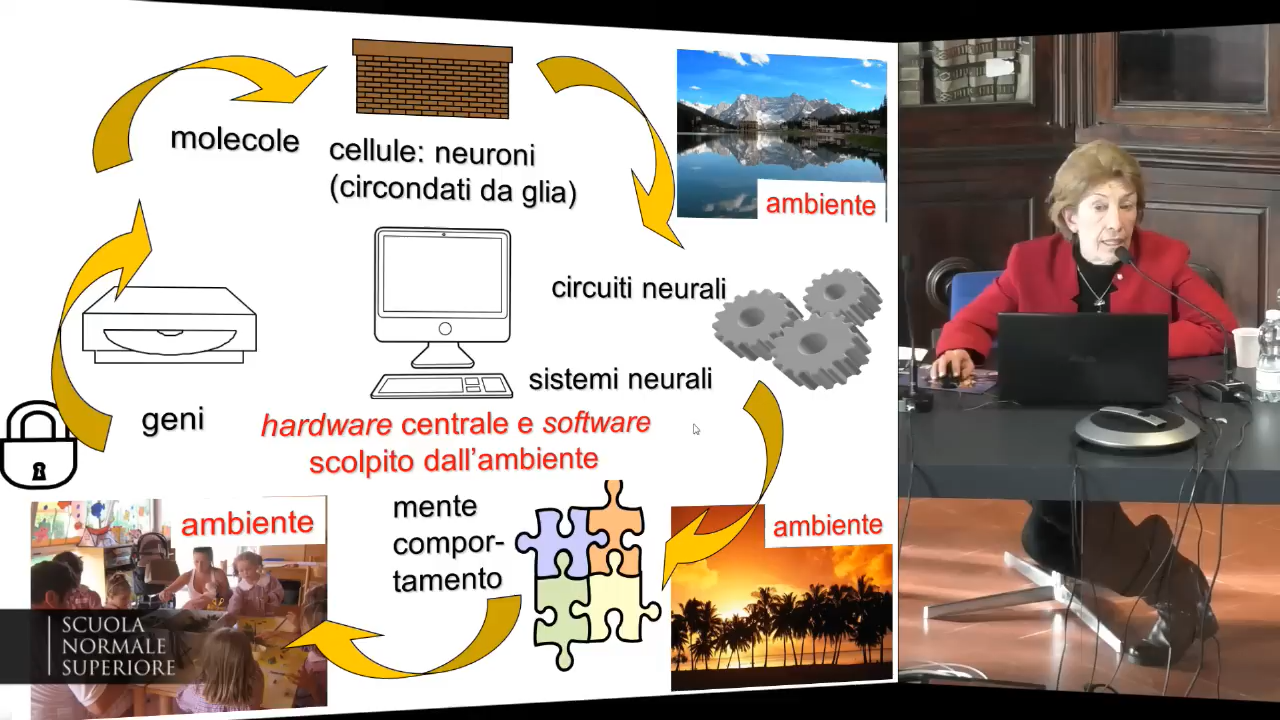 molecole
cellule: neuroni
(circondati da glia)
ambiente
circuiti neurali
sistemi neurali
geni
hardware centrale e software
scolpito dall'ambiente
mente
compor-
tamento
ambiente
ambiente
SCUOLA
NORMALE
SUPERIORE